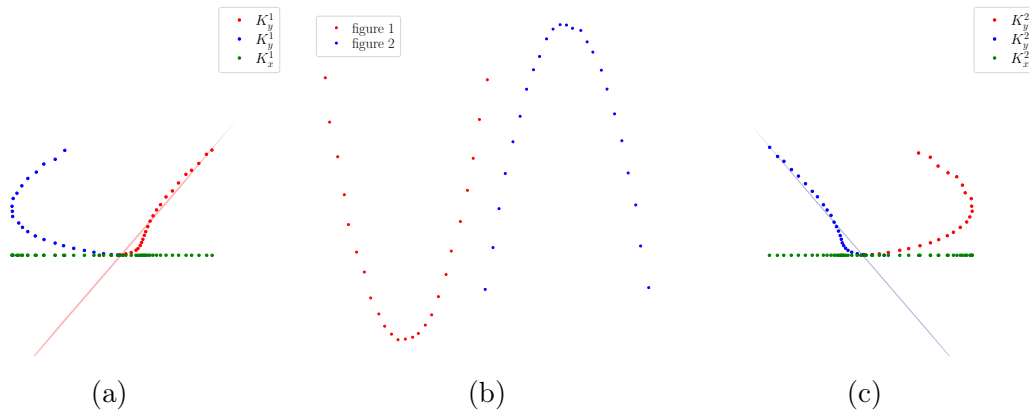 K_y^1
K_y^1
K_x^1
figure 1
figure 2
K_y^2
K_y^2
K_x^2
(a)
(b)
(c)